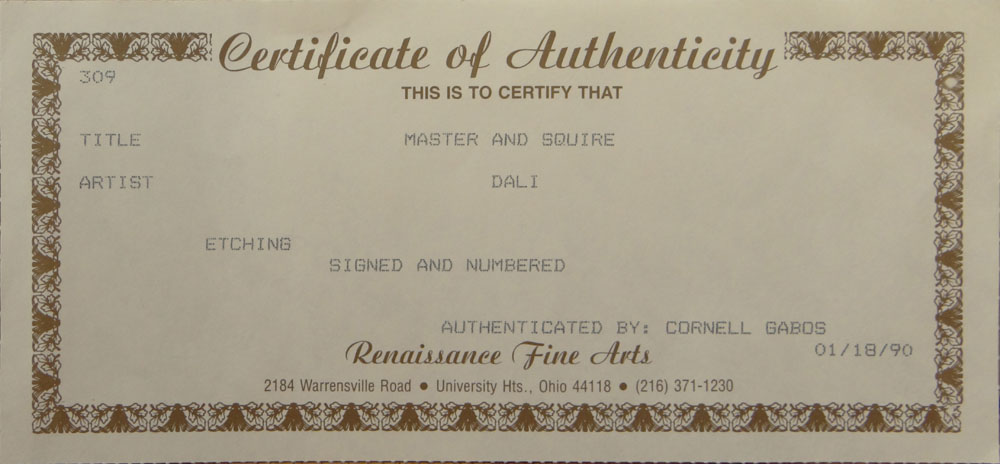 Certificate of Authenticity
309
THIS IS TO CERTIFY THAT
TITLE MASTER AND SQUIRE
ARTIST DALI
ETCHING
SIGNED AND NUMBERED
AUTHENTICATED BY: CORNELL GABOS
Renaissance Fine Arts 01/18/90
2184 Warrensville Road ● University Hts., Ohio 44118 ● (216) 371-1230